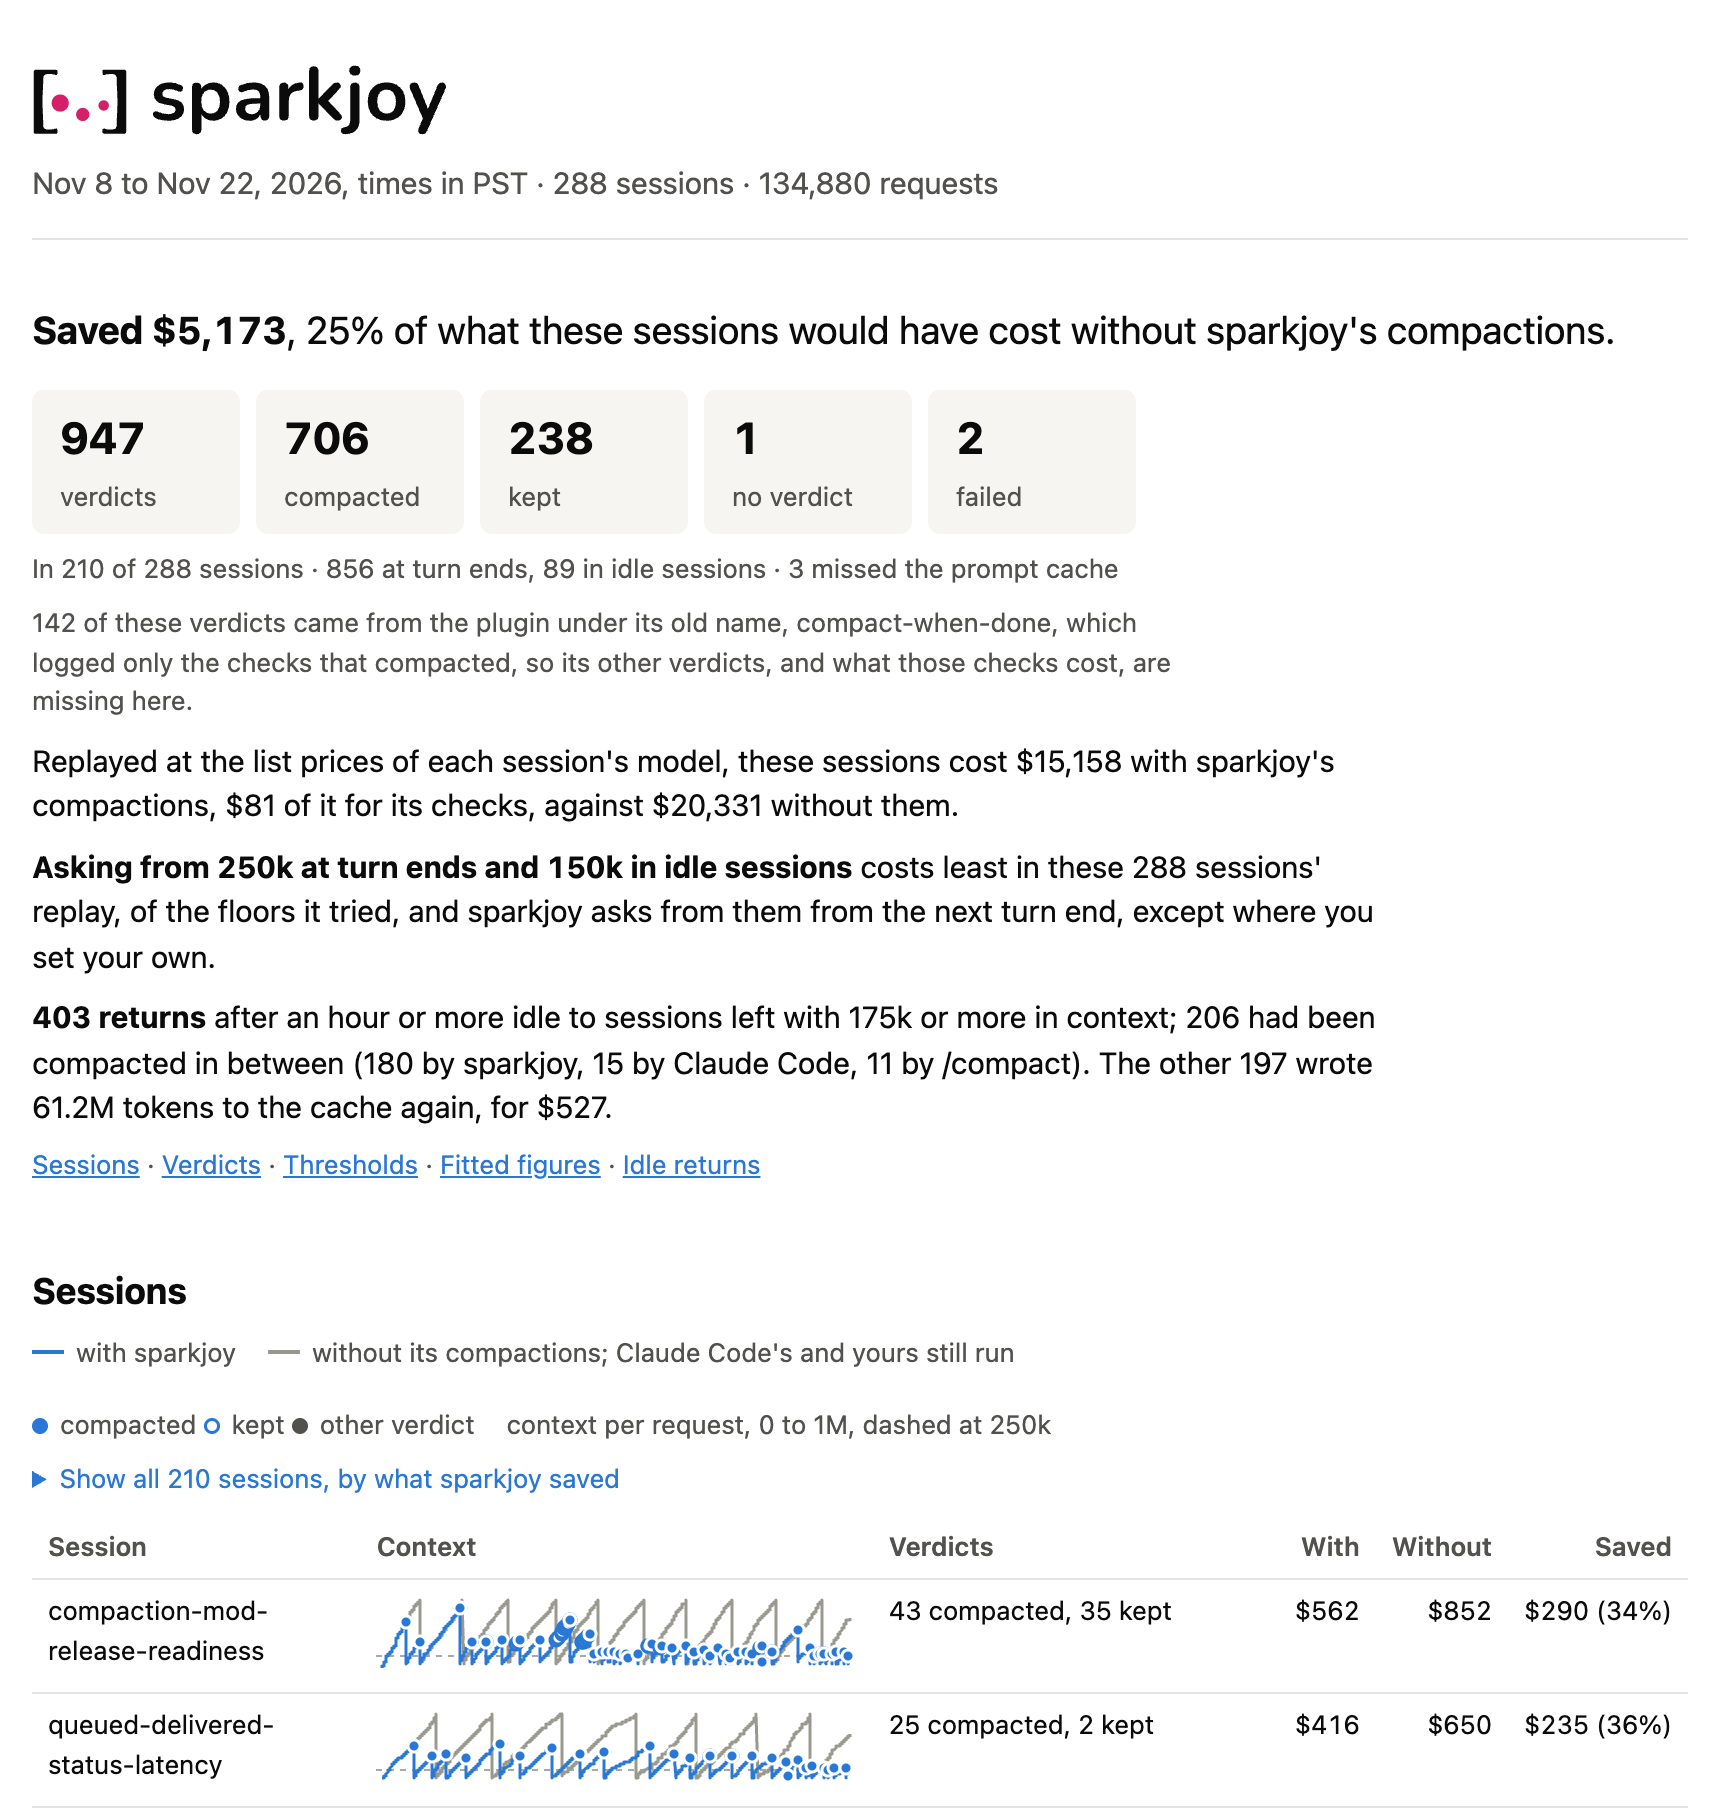 [..·] sparkjoy
Nov 8 to Nov 22, 2026, times in PST · 288 sessions · 134,880 requests
Saved $5,173, 25% of what these sessions would have cost without sparkjoy's compactions.
947
verdicts
706
compacted
238
kept
1
no verdict
2
failed
In 210 of 288 sessions · 856 at turn ends, 89 in idle sessions · 3 missed the prompt cache
142 of these verdicts came from the plugin under its old name, compact-when-done, which
logged only the checks that compacted, so its other verdicts, and what those checks cost, are
missing here.
Replayed at the list prices of each session's model, these sessions cost $15,158 with sparkjoy's
compactions, $81 of it for its checks, against $20,331 without them.
Asking from 250k at turn ends and 150k in idle sessions costs least in these 288 sessions'
replay, of the floors it tried, and sparkjoy asks from them from the next turn end, except where you
set your own.
403 returns after an hour or more idle to sessions left with 175k or more in context; 206 had been
compacted in between (180 by sparkjoy, 15 by Claude Code, 11 by /compact). The other 197 wrote
61.2M tokens to the cache again, for $527.
Sessions · Verdicts · Thresholds · Fitted figures · Idle returns
Sessions
with sparkjoy without its compactions; Claude Code's and yours still run
compacted kept other verdict context per request, 0 to 1M, dashed at 250k
Show all 210 sessions, by what sparkjoy saved
Session Context Verdicts With Without Saved
compaction-mod-
release-readiness
43 compacted, 35 kept $562 $852 $290 (34%)
queued-delivered-
status-latency
25 compacted, 2 kept $416 $650 $235 (36%)